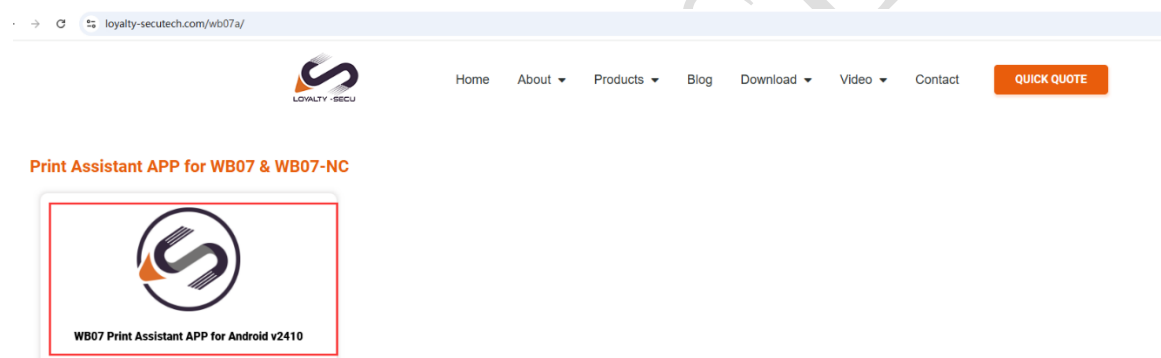 loyalty-secutech.com/wb07a/
LOYALTY -SECU
Home About Products Blog Download Video Contact QUICK QUOTE
Print Assistant APP for WB07 & WB07-NC
WB07 Print Assistant APP for Android v2410